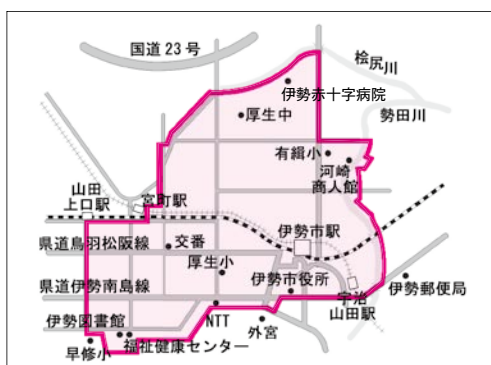 国道23号
桧尻川
伊勢赤十字病院
厚生中
勢田川
有緝小
河崎
商人館
山田
上口駅
宮町駅
伊勢市駅
県道鳥羽松阪線
交番
厚生小
県道伊勢南島線
伊勢市役所
伊勢郵便局
宇治
山田駅
NTT
外宮
伊勢図書館
福祉健康センター
早修小